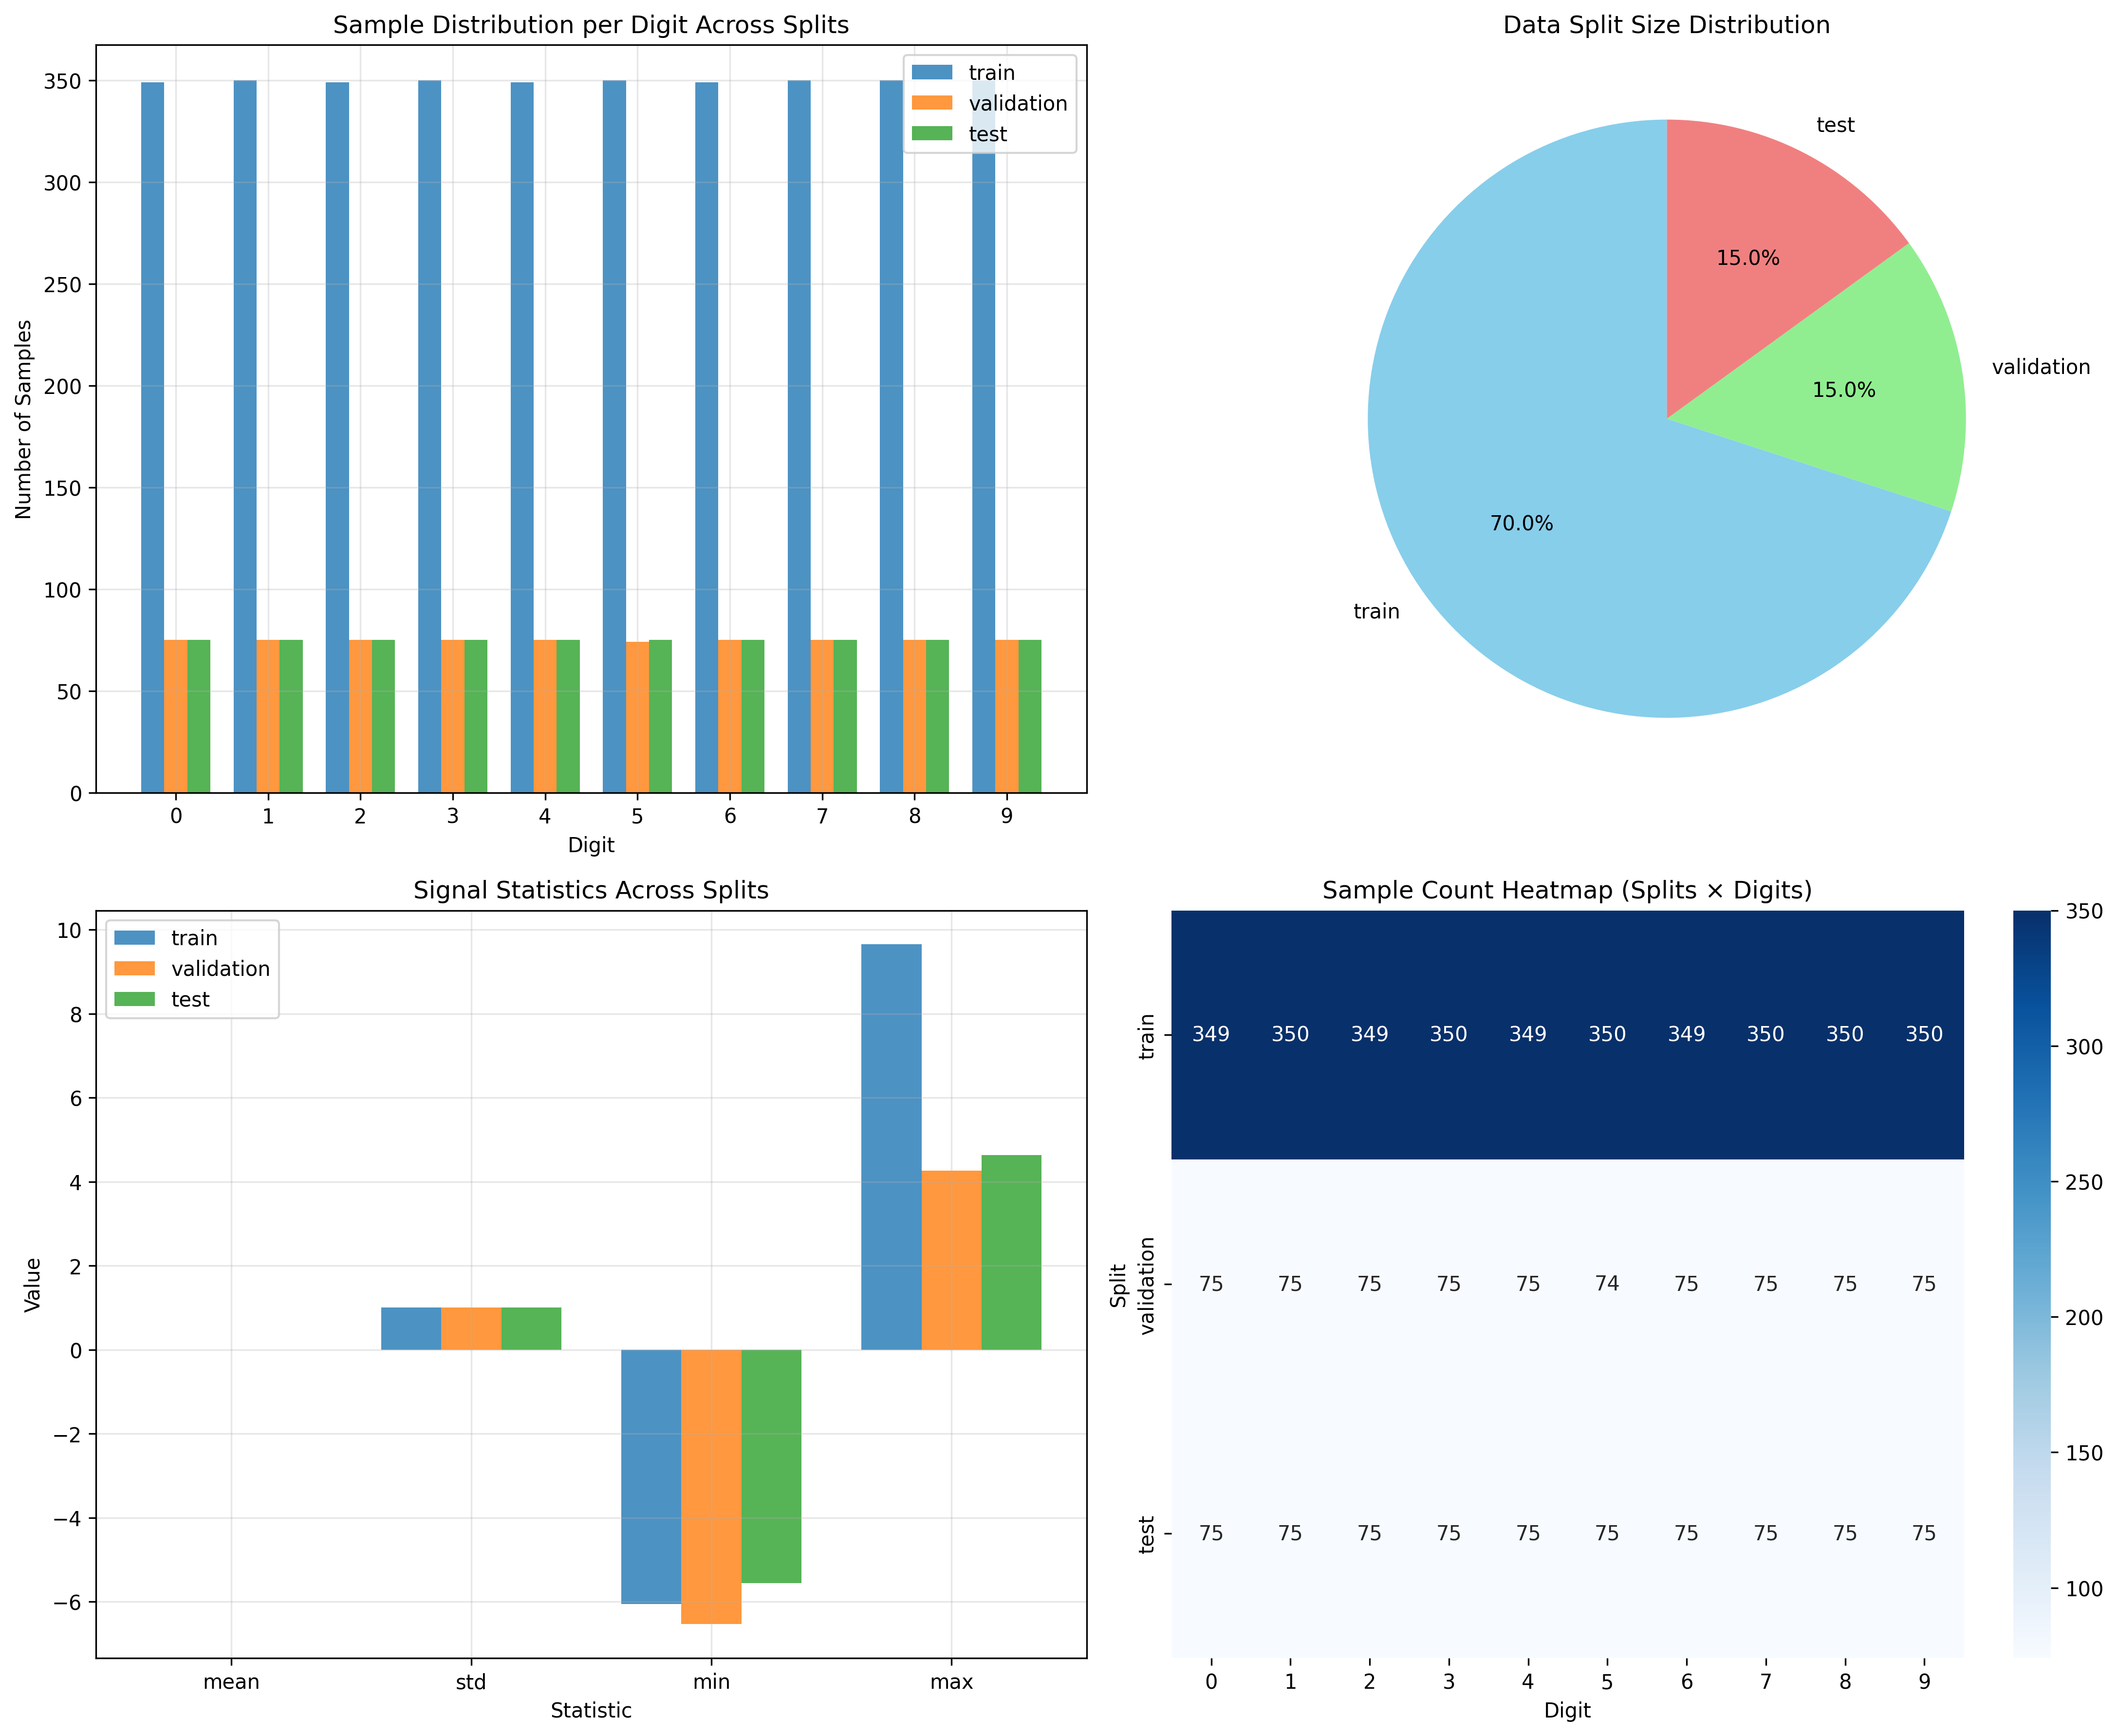 Sample Distribution per Digit Across Splits
Number of Samples
350
300
250
200
150
100
50
0
train
validation
test
0 1 2 3 4 5 6 7 8 9
Digit
Data Split Size Distribution
test
15.0%
validation
15.0%
70.0%
train
Signal Statistics Across Splits
Value
10
8
6
4
2
0
−2
−4
−6
train
validation
test
mean std min max
Statistic
Sample Count Heatmap (Splits × Digits)
Split
train
349 350 349 350 349 350 349 350 350 350
validation
75 75 75 75 75 74 75 75 75 75
test
75 75 75 75 75 75 75 75 75 75
0 1 2 3 4 5 6 7 8 9
Digit
350
300
250
200
150
100